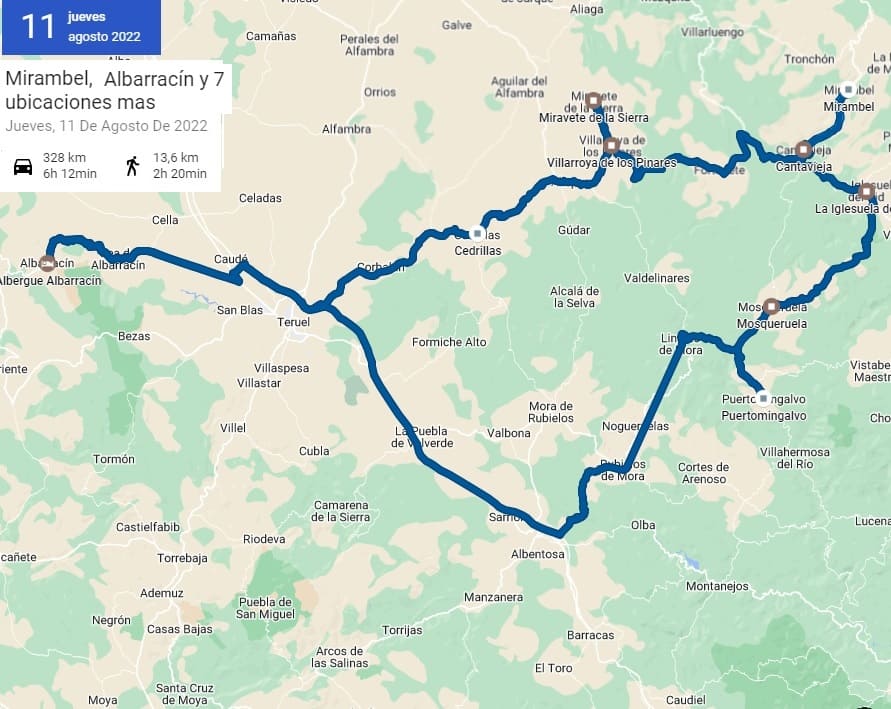 11 jueves
agosto 2022
Mirambel, Albarracín y 7
ubicaciones mas
Jueves, 11 De Agosto De 2022
328 km
6h 12min
13,6 km
2h 20min
Aliaga
Camañas
Perales del
Alfambra
Galve
Villarluengo
Tronchón
Orrios
Aguilar del
Alfambra
Miravete de la Sierra
Mirambel
Alfambra
Villarroya de los Pinares
Cantavieja
La Iglesuela
Celadas
Cella
Cedrillas
Gúdar
Caudé
Corbalán
Albarracín
Albergue Albarracín
Valdelinares
Alcalá de
la Selva
Mosqueruela
San Blas
Teruel
Bezas
Formiche Alto
de Mora
Villaspesa
Villastar
Vistabe
Maestr
Puertomingalvo
Mora de
Rubielos
Villel
La Puebla
de Valverde
Valbona
Nogueruelas
Cubla
Tormón
Villahermosa
del Río
de Mora
Cortes de
Arenoso
Camarena
de la Sierra
Castielfabib
Riodeva
Olba
Lucena
cañete
Torrebaja
Albentosa
Montanejos
Ademuz
Puebla de
San Miguel
Manzanera
Negrón
Casas Bajas
Torrijas
Barracas
Arcos de
las Salinas
El Toro
Santa Cruz
de Moya
Moya
Caudiel